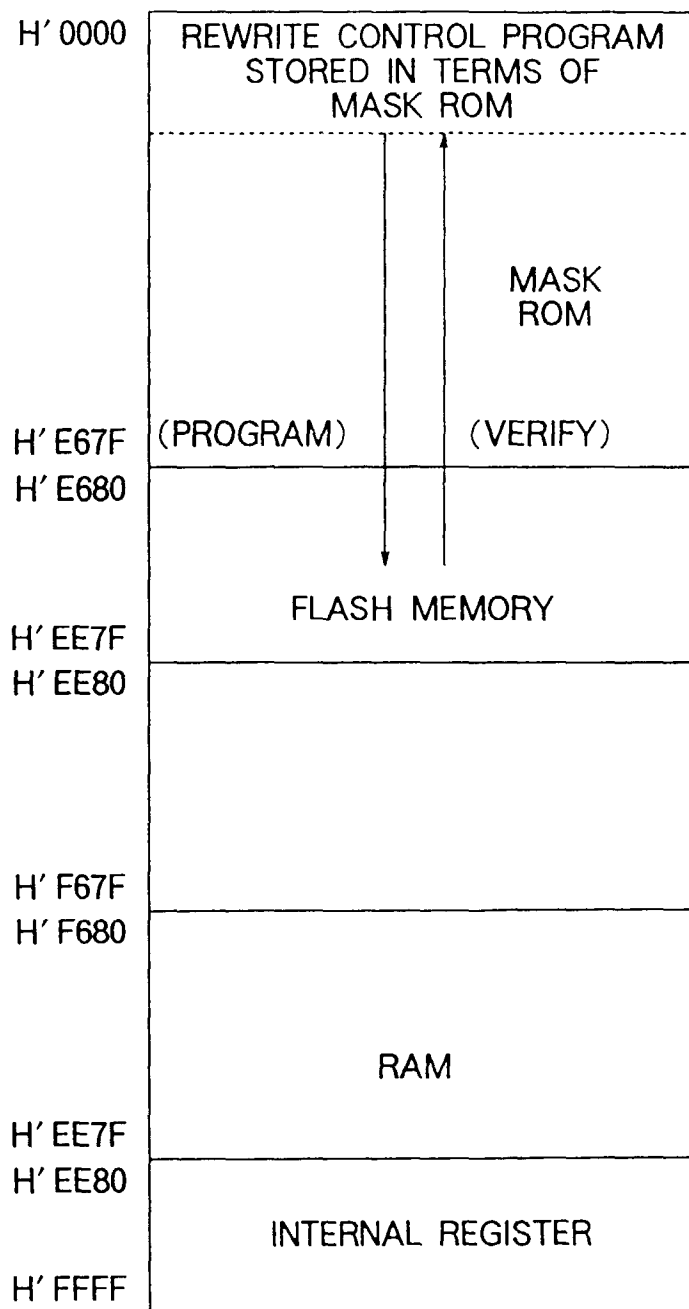 H' 0000
REWRITE CONTROL PROGRAM
STORED IN TERMS OF
MASK ROM
MASK
ROM
H' E67F
(PROGRAM)
(VERIFY)
H' E680
FLASH MEMORY
H' EE7F
H' EE80
H' F67F
H' F680
RAM
H' EE7F
H' EE80
INTERNAL REGISTER
H' FFFF